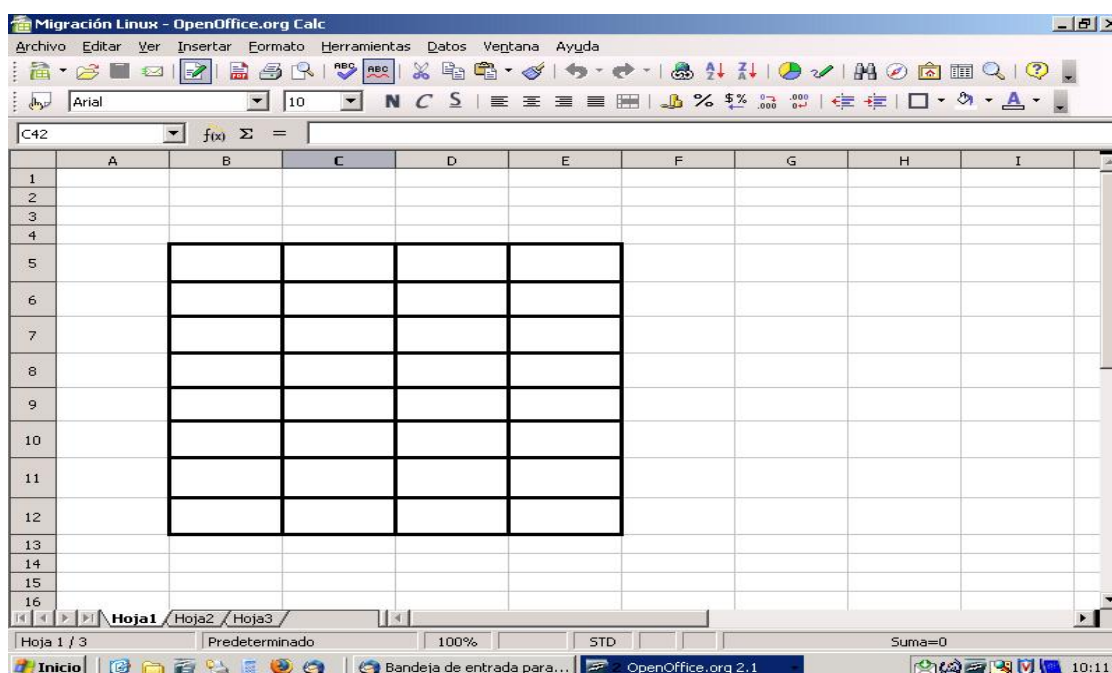 Migración Linux - OpenOffice.org Calc
Archivo Editar Ver Insertar Formato Herramientas Datos Ventana Ayuda
Arial 10 N C S
C42 f(x) Σ =
A B C D E F G H I
1
2
3
4
5
6
7
8
9
10
11
12
13
14
15
16
Hoja1 Hoja2 Hoja3
Hoja 1 / 3 Predeterminado 100% STD Suma=0
Inicio Bandeja de entrada para... 2 OpenOffice.org 2.1 10:11